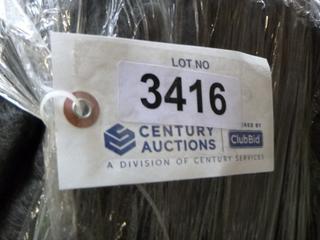 LOT NO
3416
CENTURY
AUCTIONS
ClubBid
A DIVISION OF CENTURY SERVICES